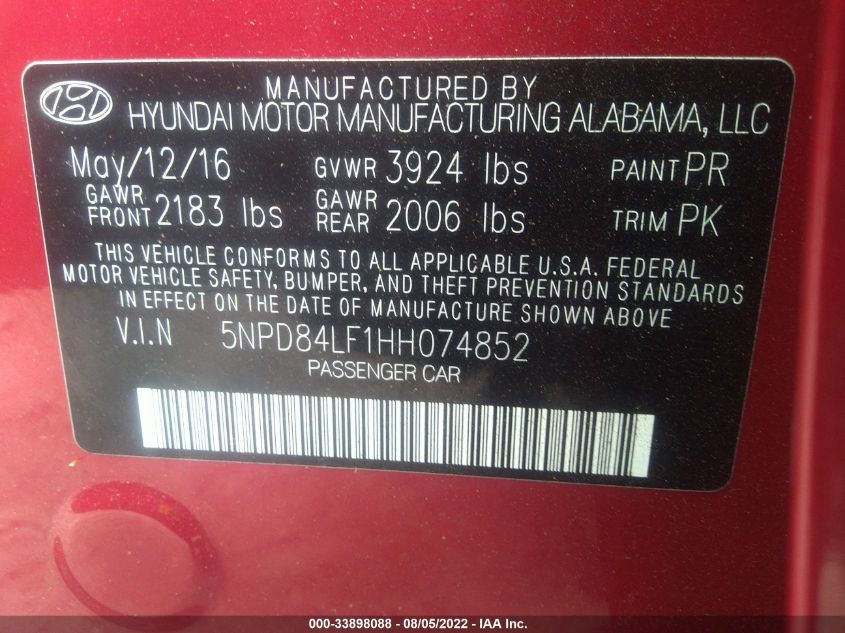 MANUFACTURED BY
HYUNDAI MOTOR MANUFACTURING ALABAMA, LLC
May/12/16 GVWR 3924 lbs PAINT PR
GAWR FRONT 2183 lbs GAWR REAR 2006 lbs TRIM PK
THIS VEHICLE CONFORMS TO ALL APPLICABLE U.S.A. FEDERAL
MOTOR VEHICLE SAFETY, BUMPER, AND THEFT PREVENTION STANDARDS
IN EFFECT ON THE DATE OF MANUFACTURE SHOWN ABOVE
V.I.N 5NPD84LF1HH074852
PASSENGER CAR
000-33898088 - 08/05/2022 - IAA Inc.